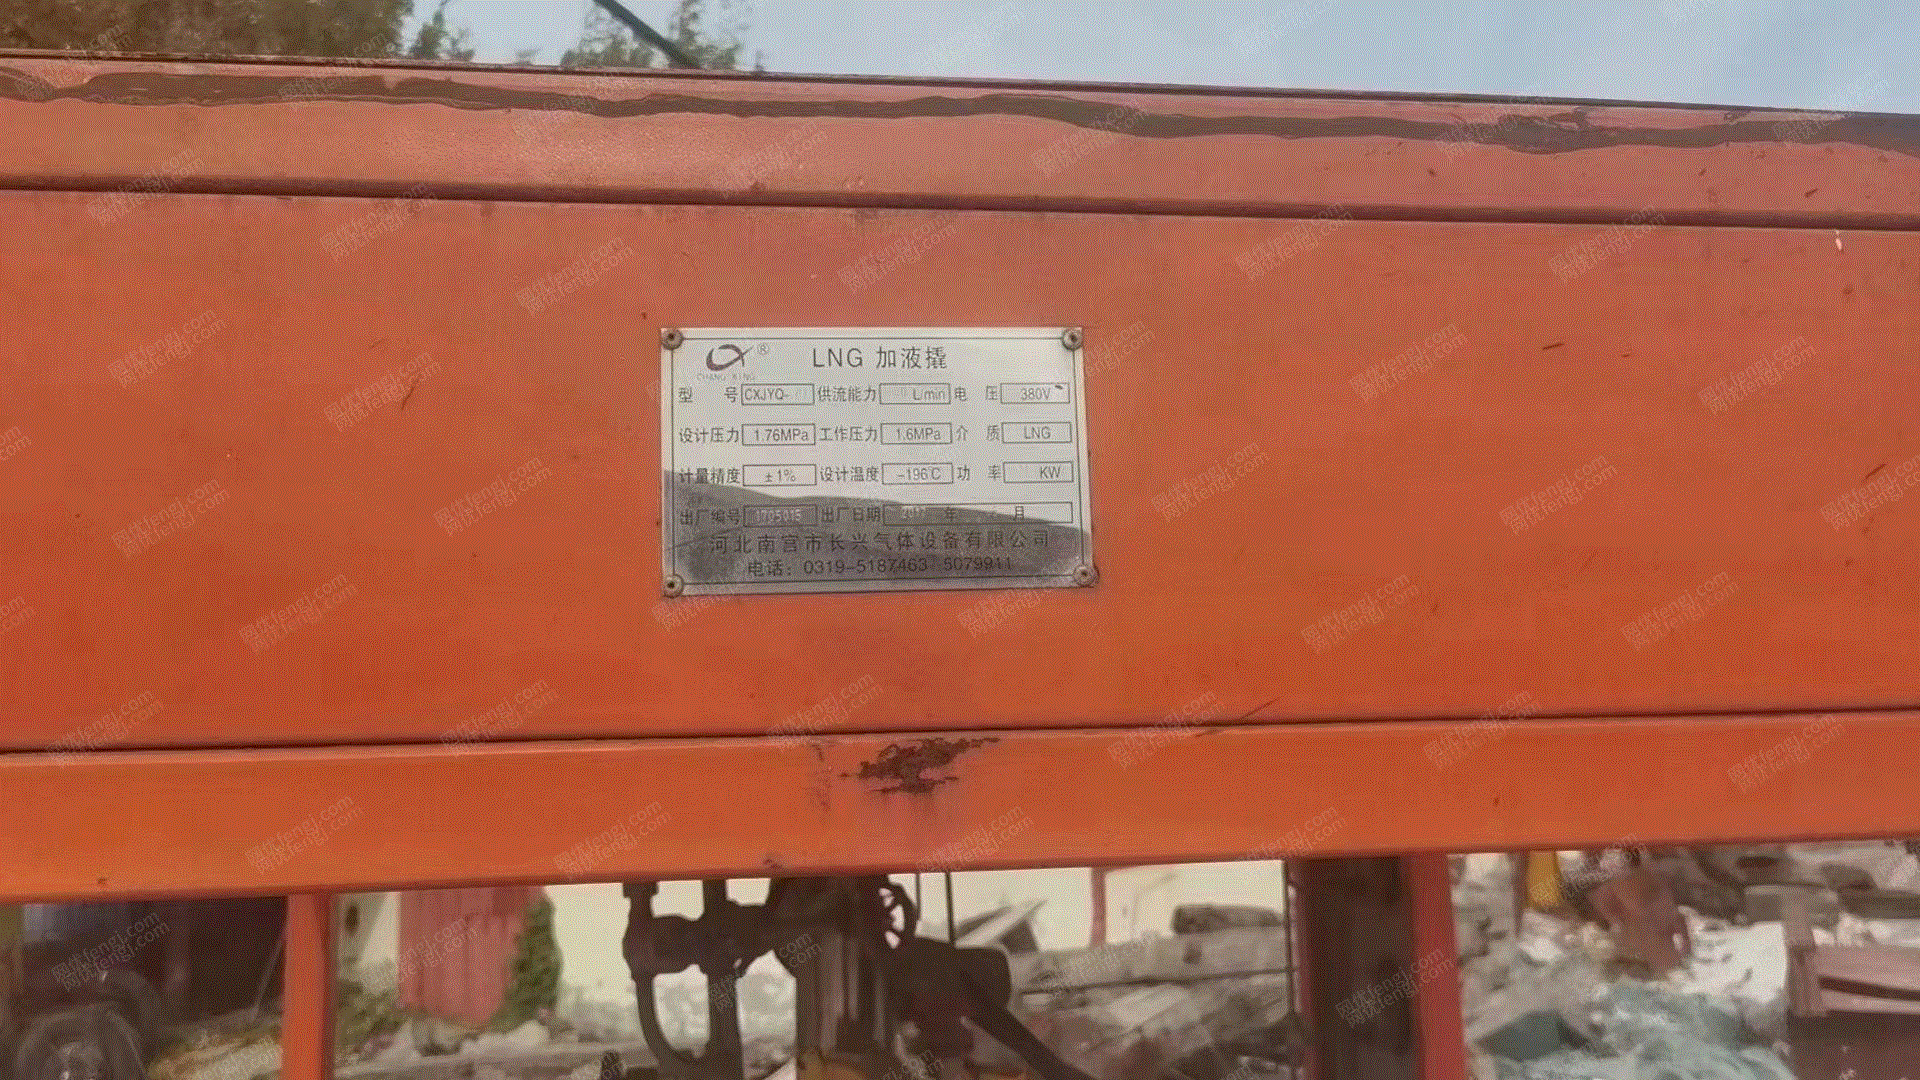 CHANG XING ®
LNG 加液撬
型 号 CXJYQ- 供流能力 L/min 电 压 380V
设计压力 1.76MPa 工作压力 1.6MPa 介 质 LNG
计量精度 ±1% 设计温度 -196℃ 功 率 KW
出厂编号 出厂日期 年 月
河北南宫市长兴气体设备有限公司
电话：0319-5187463 5079911